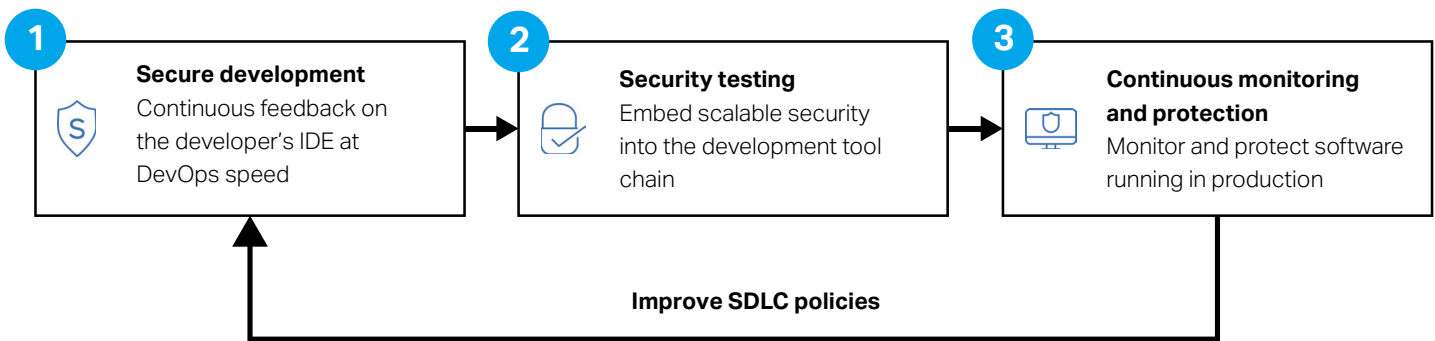 1
Secure development
Continuous feedback on
the developer's IDE at
DevOps speed
S
2
Security testing
Embed scalable security
into the development tool
chain
3
Continuous monitoring
and protection
Monitor and protect software
running in production
Improve SDLC policies